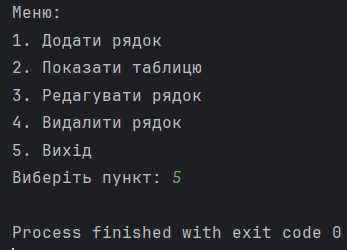 Меню:
1. Додати рядок
2. Показати таблицю
3. Редагувати рядок
4. Видалити рядок
5. Вихід
Виберіть пункт: 5
Process finished with exit code 0